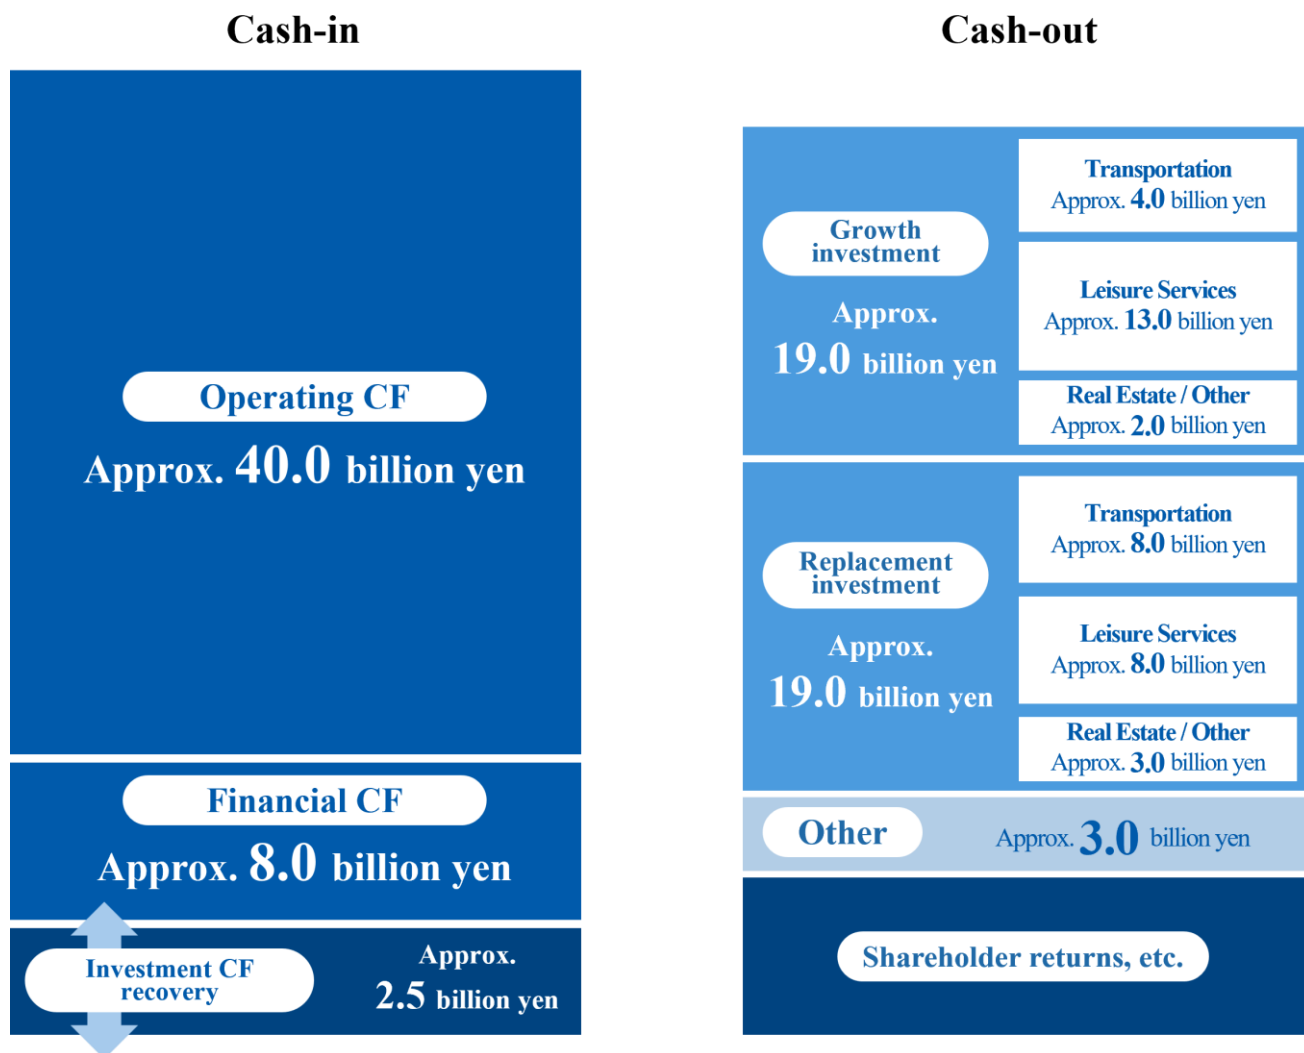 Cash-in
Operating CF
Approx. 40.0 billion yen
Financial CF
Approx. 8.0 billion yen
Investment CF
recovery
Approx.
2.5 billion yen
Cash-out
Growth
investment
Approx.
19.0 billion yen
Transportation
Approx. 4.0 billion yen
Leisure Services
Approx. 13.0 billion yen
Real Estate / Other
Approx. 2.0 billion yen
Replacement
investment
Approx.
19.0 billion yen
Transportation
Approx. 8.0 billion yen
Leisure Services
Approx. 8.0 billion yen
Real Estate / Other
Approx. 3.0 billion yen
Other
Approx. 3.0 billion yen
Shareholder returns, etc.